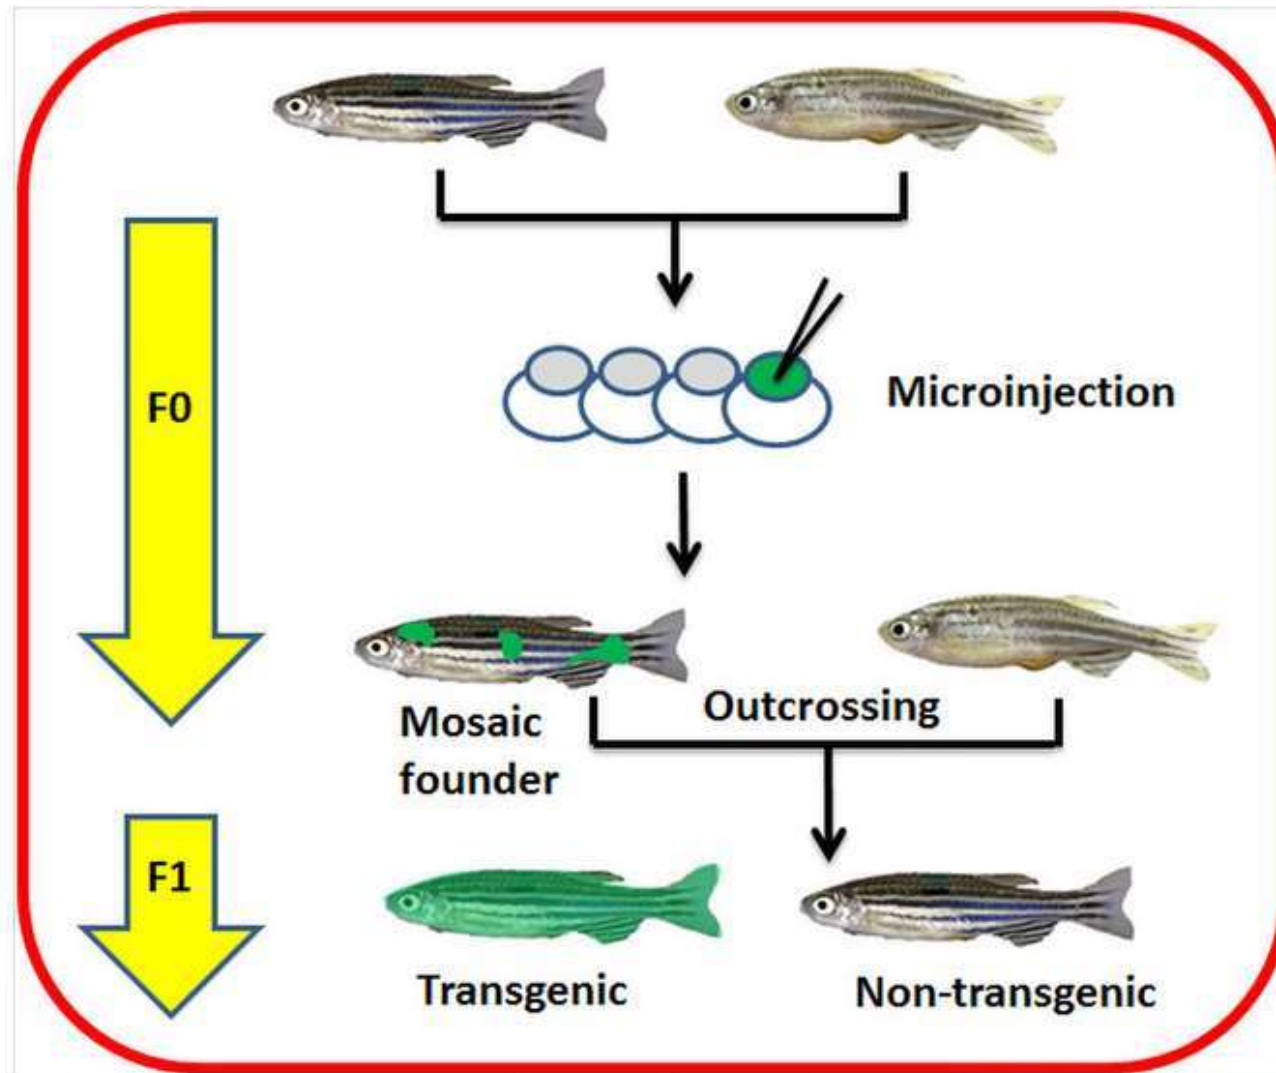 F0
Microinjection
Mosaic
founder
Outcrossing
F1
Transgenic
Non-transgenic